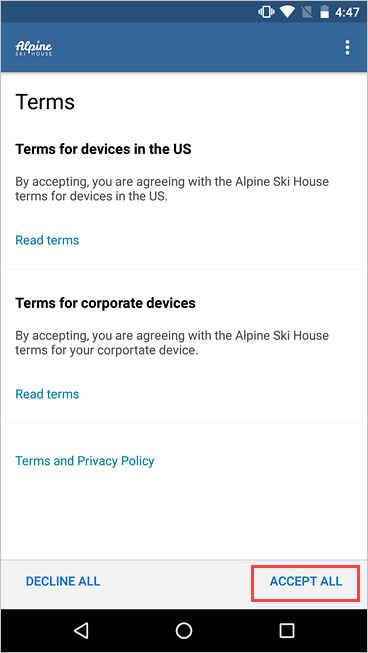 4:47
Alpine
SKI HOUSE
Terms
Terms for devices in the US
By accepting, you are agreeing with the Alpine Ski House
terms for devices in the US.
Read terms
Terms for corporate devices
By accepting, you are agreeing with the Alpine Ski House
terms for your corportate device.
Read terms
Terms and Privacy Policy
DECLINE ALL
ACCEPT ALL